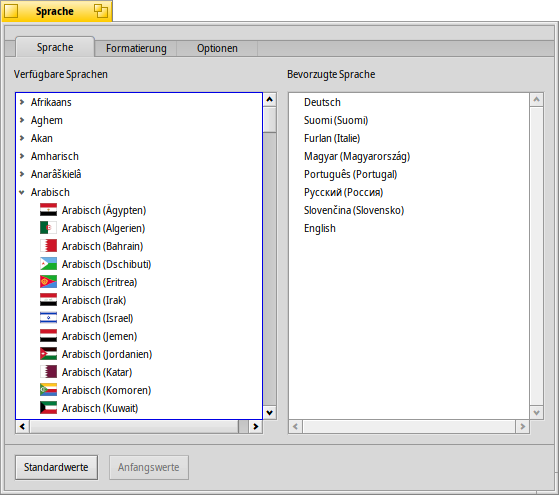 Sprache
Sprache
Formatierung
Optionen
Verfügbare Sprachen
Afrikaans
Aghem
Akan
Amharisch
Anarâškielâ
Arabisch
Arabisch (Ägypten)
Arabisch (Algerien)
Arabisch (Bahrain)
Arabisch (Dschibuti)
Arabisch (Eritrea)
Arabisch (Irak)
Arabisch (Israel)
Arabisch (Jemen)
Arabisch (Jordanien)
Arabisch (Katar)
Arabisch (Komoren)
Arabisch (Kuwait)
Bevorzugte Sprache
Deutsch
Suomi (Suomi)
Furlan (Italie)
Magyar (Magyarország)
Português (Portugal)
Русский (Россия)
Slovenčina (Slovensko)
English
Standardwerte
Anfangswerte